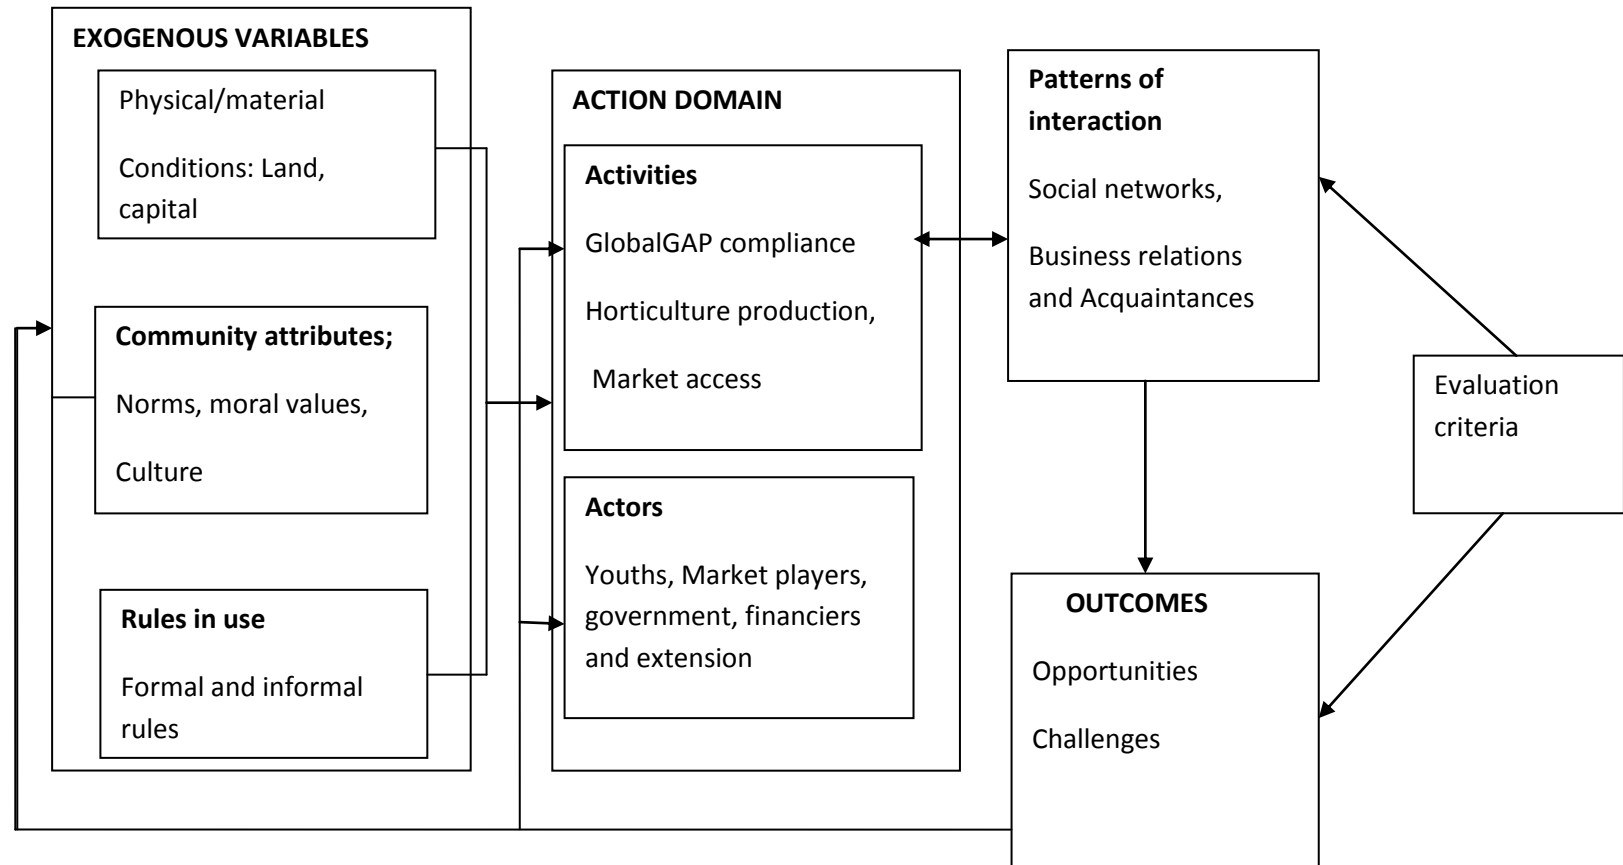 EXOGENOUS VARIABLES
Physical/material
Conditions: Land,
capital
Community attributes;
Norms, moral values,
Culture
Rules in use
Formal and informal
rules
ACTION DOMAIN
Activities
GlobalGAP compliance
Horticulture production,
Market access
Actors
Youths, Market players,
government, financiers
and extension
Patterns of
interaction
Social networks,
Business relations
and Acquaintances
OUTCOMES
Opportunities
Challenges
Evaluation
criteria